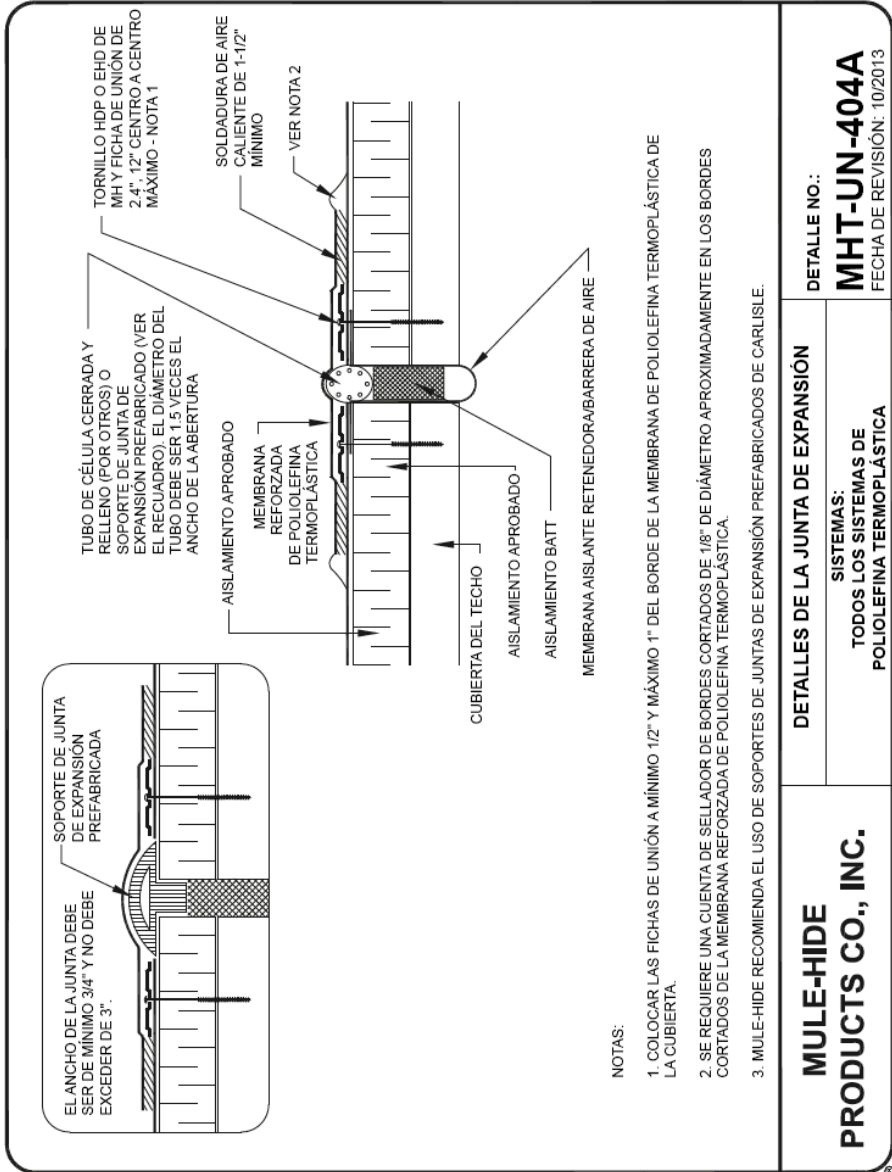 EL ANCHO DE LA JUNTA DEBE
SER DE MÍNIMO 3/4" Y NO DEBE
EXCEDER DE 3".
SOPORTE DE JUNTA
DE EXPANSIÓN
PREFABRICADA
TUBO DE CÉLULA CERRADA Y
RELLENO (POR OTROS) O
SOPORTE DE JUNTA DE
EXPANSIÓN PREFABRICADO (VER
EL RECUADRO). EL DIÁMETRO DEL
TUBO DEBE SER 1.5 VECES EL
ANCHO DE LA ABERTURA
TORNILLO HDP O EHD DE
MH Y FICHA DE UNIÓN DE
2.4", 12" CENTRO A CENTRO
MÁXIMO - NOTA 1
SOLDADURA DE AIRE
CALIENTE DE 1-1/2"
MÍNIMO
VER NOTA 2
AISLAMIENTO APROBADO
MEMBRANA
REFORZADA
DE POLIOLEFINA
TERMOPLÁSTICA
CUBIERTA DEL TECHO
AISLAMIENTO APROBADO
AISLAMIENTO BATT
MEMBRANA AISLANTE RETENEDORA/BARRERA DE AIRE
NOTAS:
1. COLOCAR LAS FICHAS DE UNIÓN A MÍNIMO 1/2" Y MÁXIMO 1" DEL BORDE DE LA MEMBRANA DE POLIOLEFINA TERMOPLÁSTICA DE
LA CUBIERTA.
2. SE REQUIERE UNA CUENTA DE SELLADOR DE BORDES CORTADOS DE 1/8" DE DIÁMETRO APROXIMADAMENTE EN LOS BORDES
CORTADOS DE LA MEMBRANA REFORZADA DE POLIOLEFINA TERMOPLÁSTICA.
3. MULE-HIDE RECOMIENDA EL USO DE SOPORTES DE JUNTAS DE EXPANSIÓN PREFABRICADOS DE CARLISLE.
MULE-HIDE
PRODUCTS CO., INC.
DETALLES DE LA JUNTA DE EXPANSIÓN
SISTEMAS:
TODOS LOS SISTEMAS DE
POLIOLEFINA TERMOPLÁSTICA
DETALLE NO.:
MHT-UN-404A
FECHA DE REVISIÓN: 10/2013